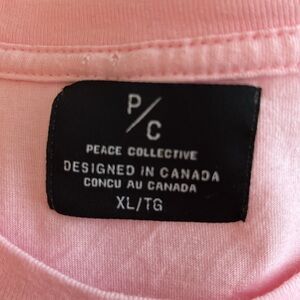 P/C
PEACE COLLECTIVE
DESIGNED IN CANADA
CONCU AU CANADA
XL/TG